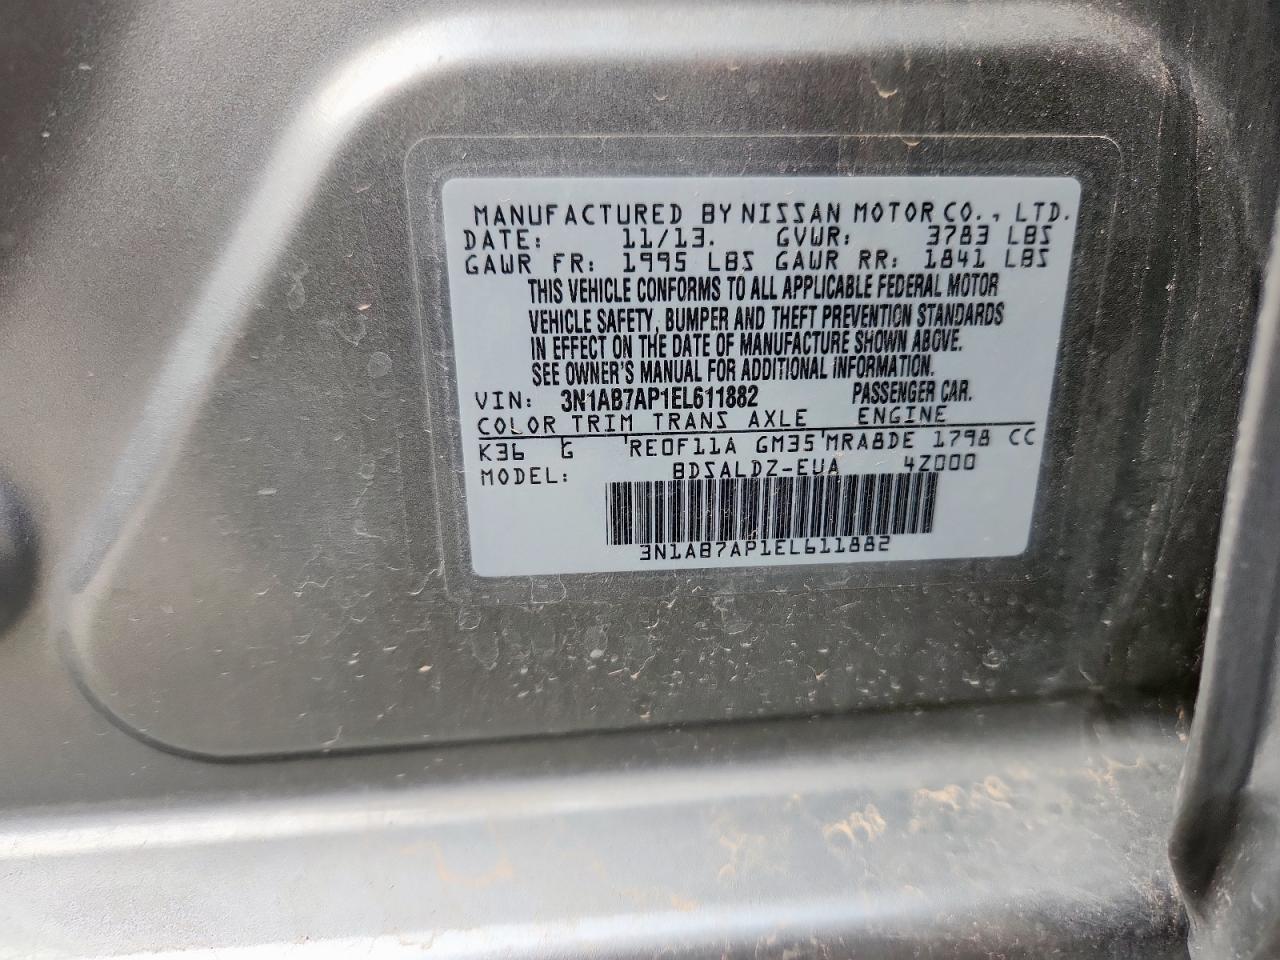 MANUFACTURED BY NISSAN MOTOR CO., LTD.
DATE: 11/13. GVWR: 3783 LBS
GAWR FR: 1995 LBS GAWR RR: 1841 LBS
THIS VEHICLE CONFORMS TO ALL APPLICABLE FEDERAL MOTOR
VEHICLE SAFETY, BUMPER AND THEFT PREVENTION STANDARDS
IN EFFECT ON THE DATE OF MANUFACTURE SHOWN ABOVE.
SEE OWNER'S MANUAL FOR ADDITIONAL INFORMATION.
VIN: 3N1AB7AP1EL611882 PASSENGER CAR.
COLOR TRIM TRANS AXLE ENGINE
K36 G 'RE0F11A GM35'MRA8DE 1798 CC
MODEL: BDSALDZ-EUA 4Z000
3N1AB7AP1EL611882